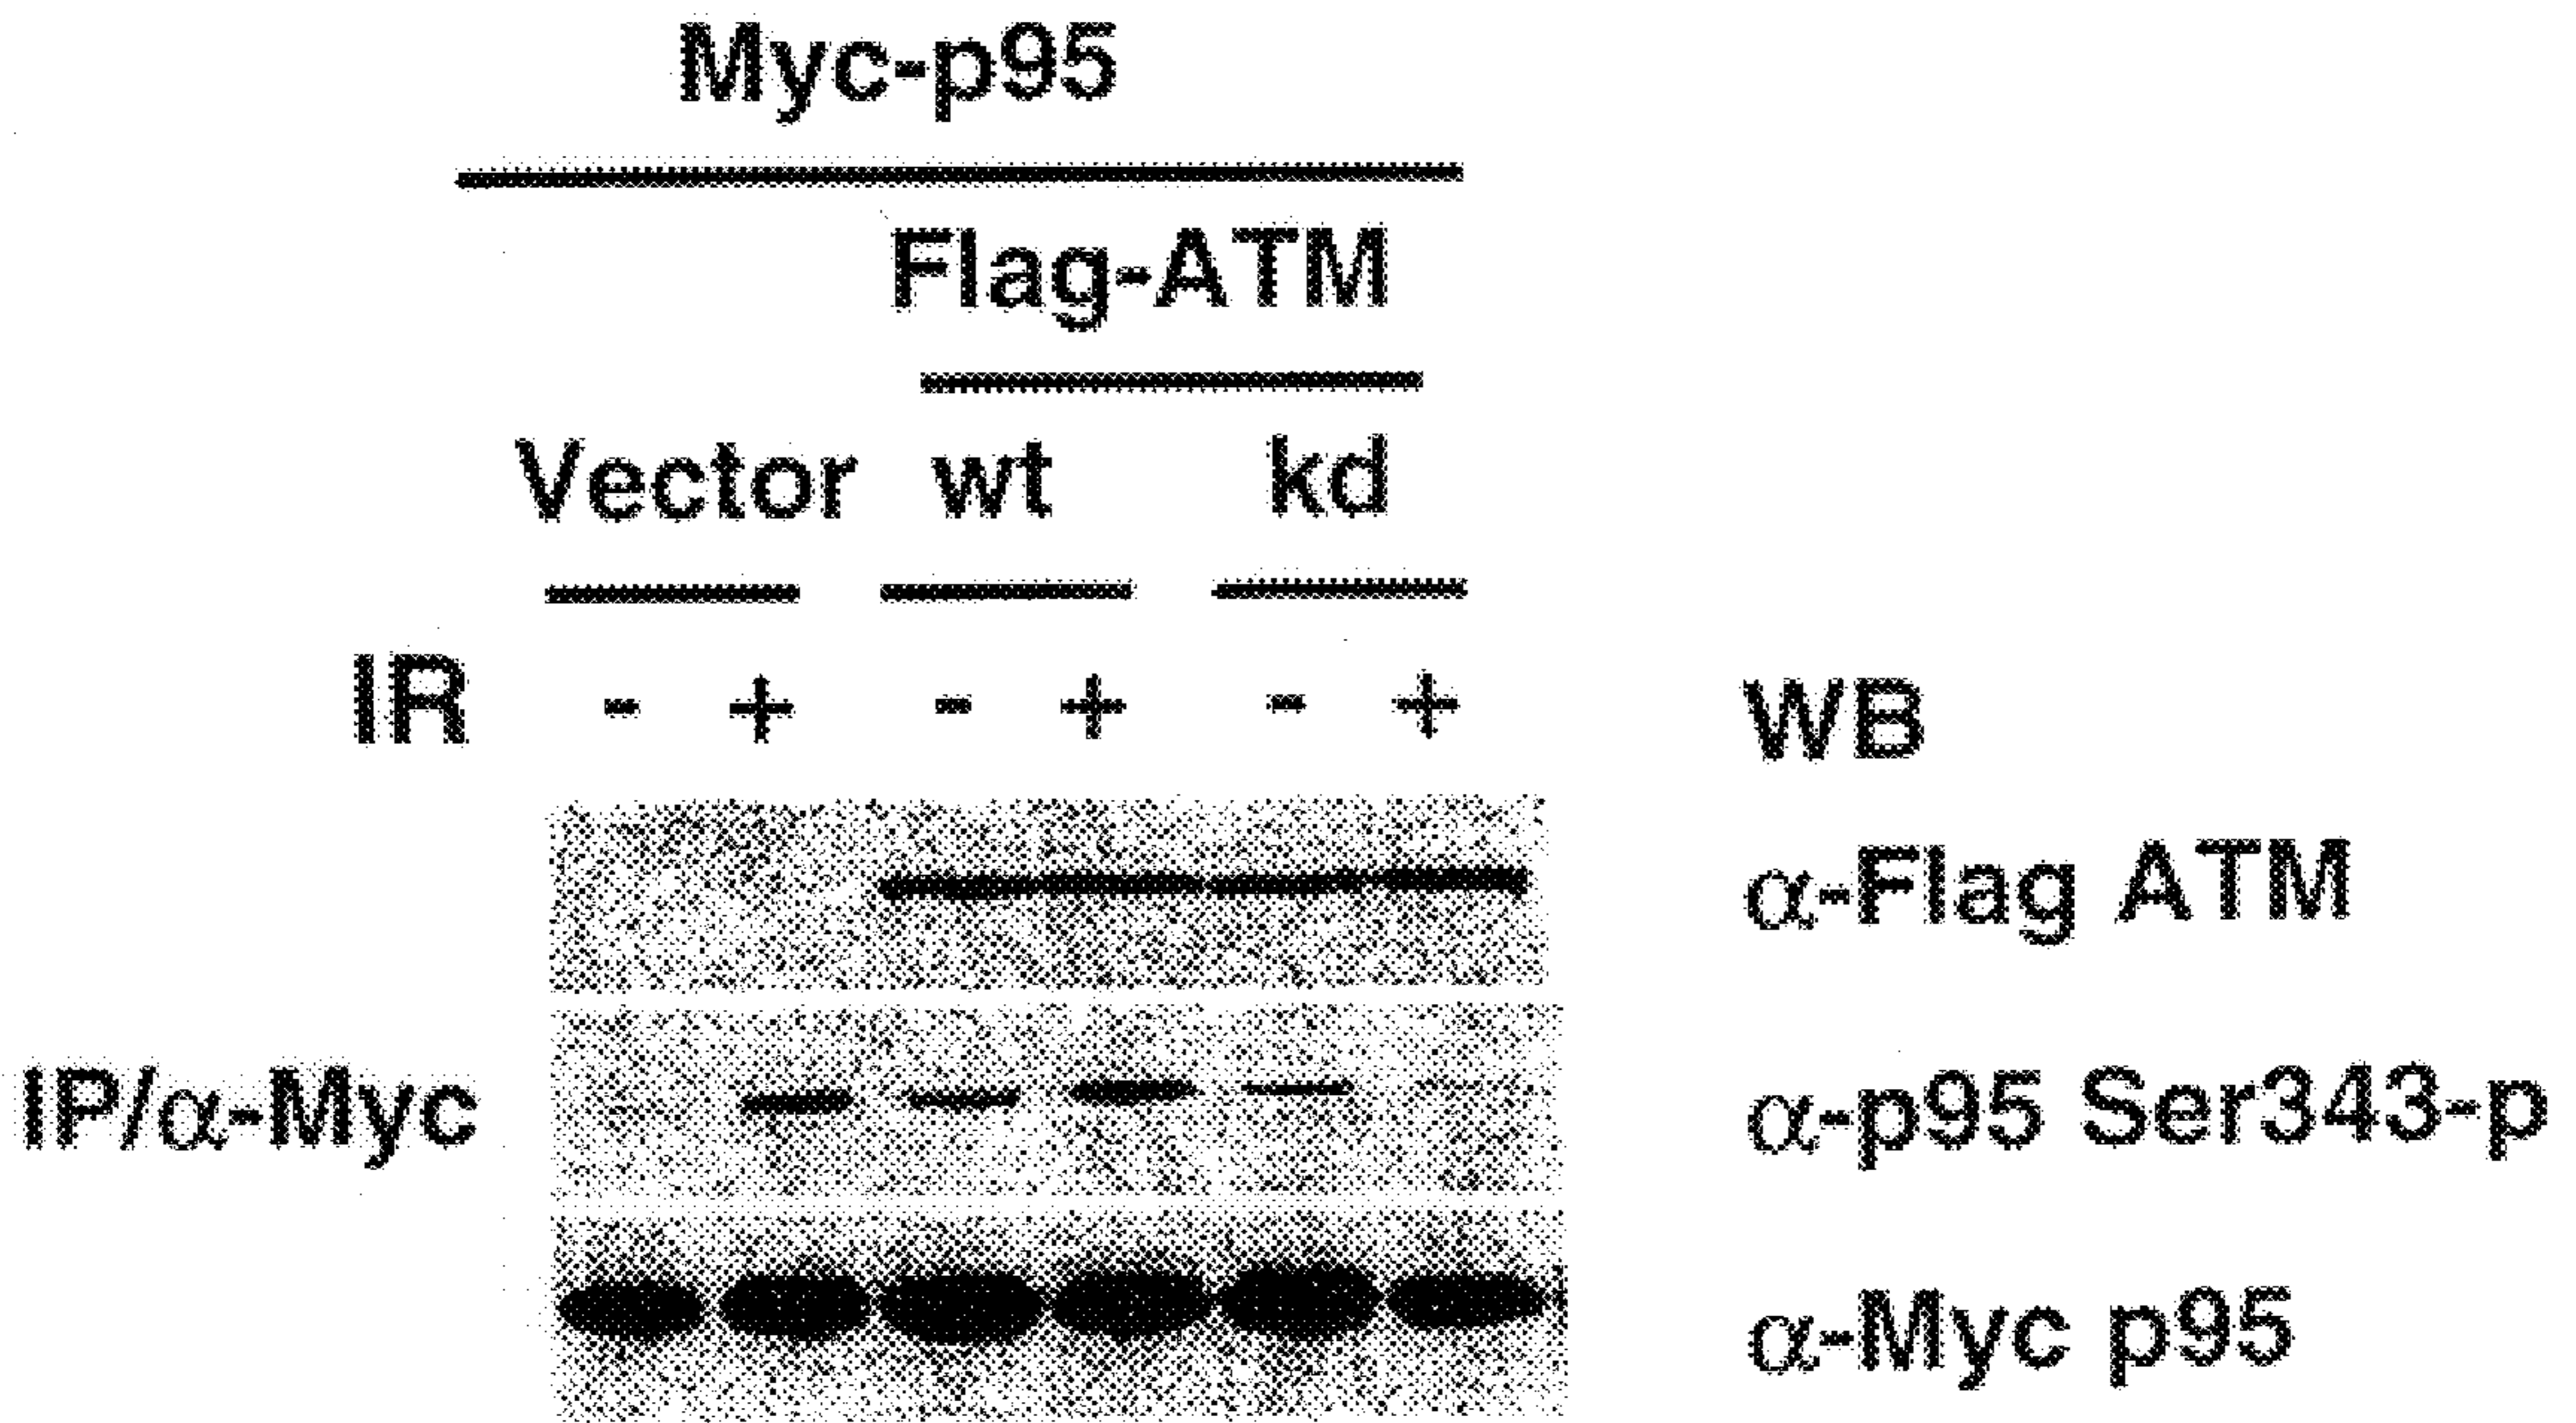 Myc-p95
Flag-ATM
Vector wt kd
IR - + - + - + WB
α-Flag ATM
IP/α-Myc α-p95 Ser343-p
α-Myc p95